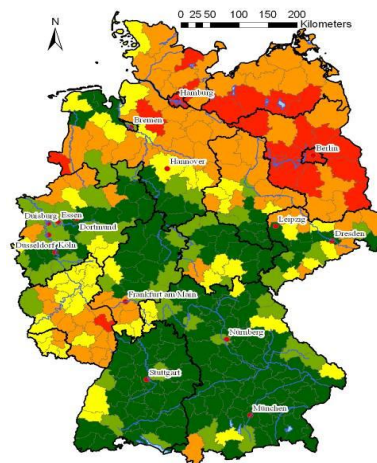 N
0 25 50 100 150 200
Kilometers
Hamburg
Bremen
Berlin
Hannover
Duisburg
Essen
Dortmund
Leipzig
Düsseldorf
Köln
Dresden
Frankfurt am Main
Nürnberg
Stuttgart
München